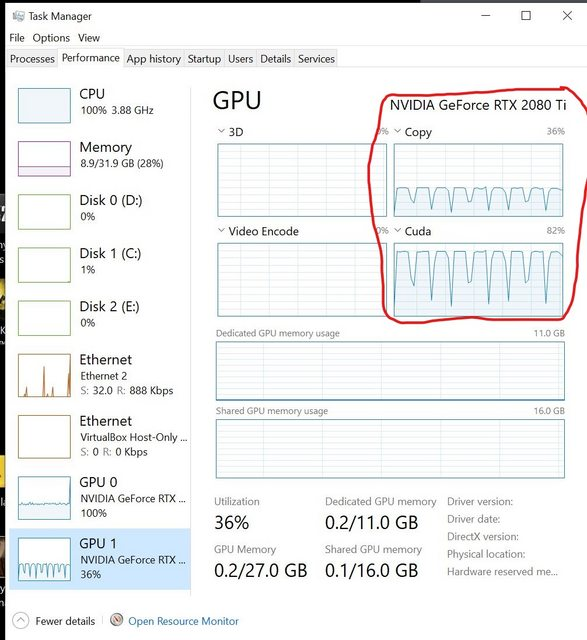 Task Manager
File Options View
Processes Performance App history Startup Users Details Services
CPU
100% 3.88 GHz
Memory
8.9/31.9 GB (28%)
Disk 0 (D:)
0%
Disk 1 (C:)
1%
Disk 2 (E:)
0%
Ethernet
Ethernet 2
S: 32.0 R: 888 Kbps
Ethernet
VirtualBox Host-Only ...
S: 0 R: 0 Kbps
GPU 0
NVIDIA GeForce RTX ...
100%
GPU 1
NVIDIA GeForce RTX ...
36%
GPU
NVIDIA GeForce RTX 2080 Ti
3D 0% Copy 36%
Video Encode 0% Cuda 82%
Dedicated GPU memory usage 11.0 GB
Shared GPU memory usage 16.0 GB
Utilization
36%
Dedicated GPU memory
0.2/11.0 GB
GPU Memory
0.2/27.0 GB
Shared GPU memory
0.1/16.0 GB
Driver version:
Driver date:
DirectX version:
Physical location:
Hardware reserved me...
Fewer details Open Resource Monitor